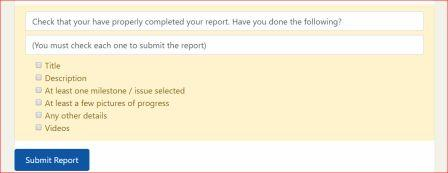 Check that your have properly completed your report. Have you done the following?
(You must check each one to submit the report)
Title
Description
At least one milestone / issue selected
At least a few pictures of progress
Any other details
Videos
Submit Report